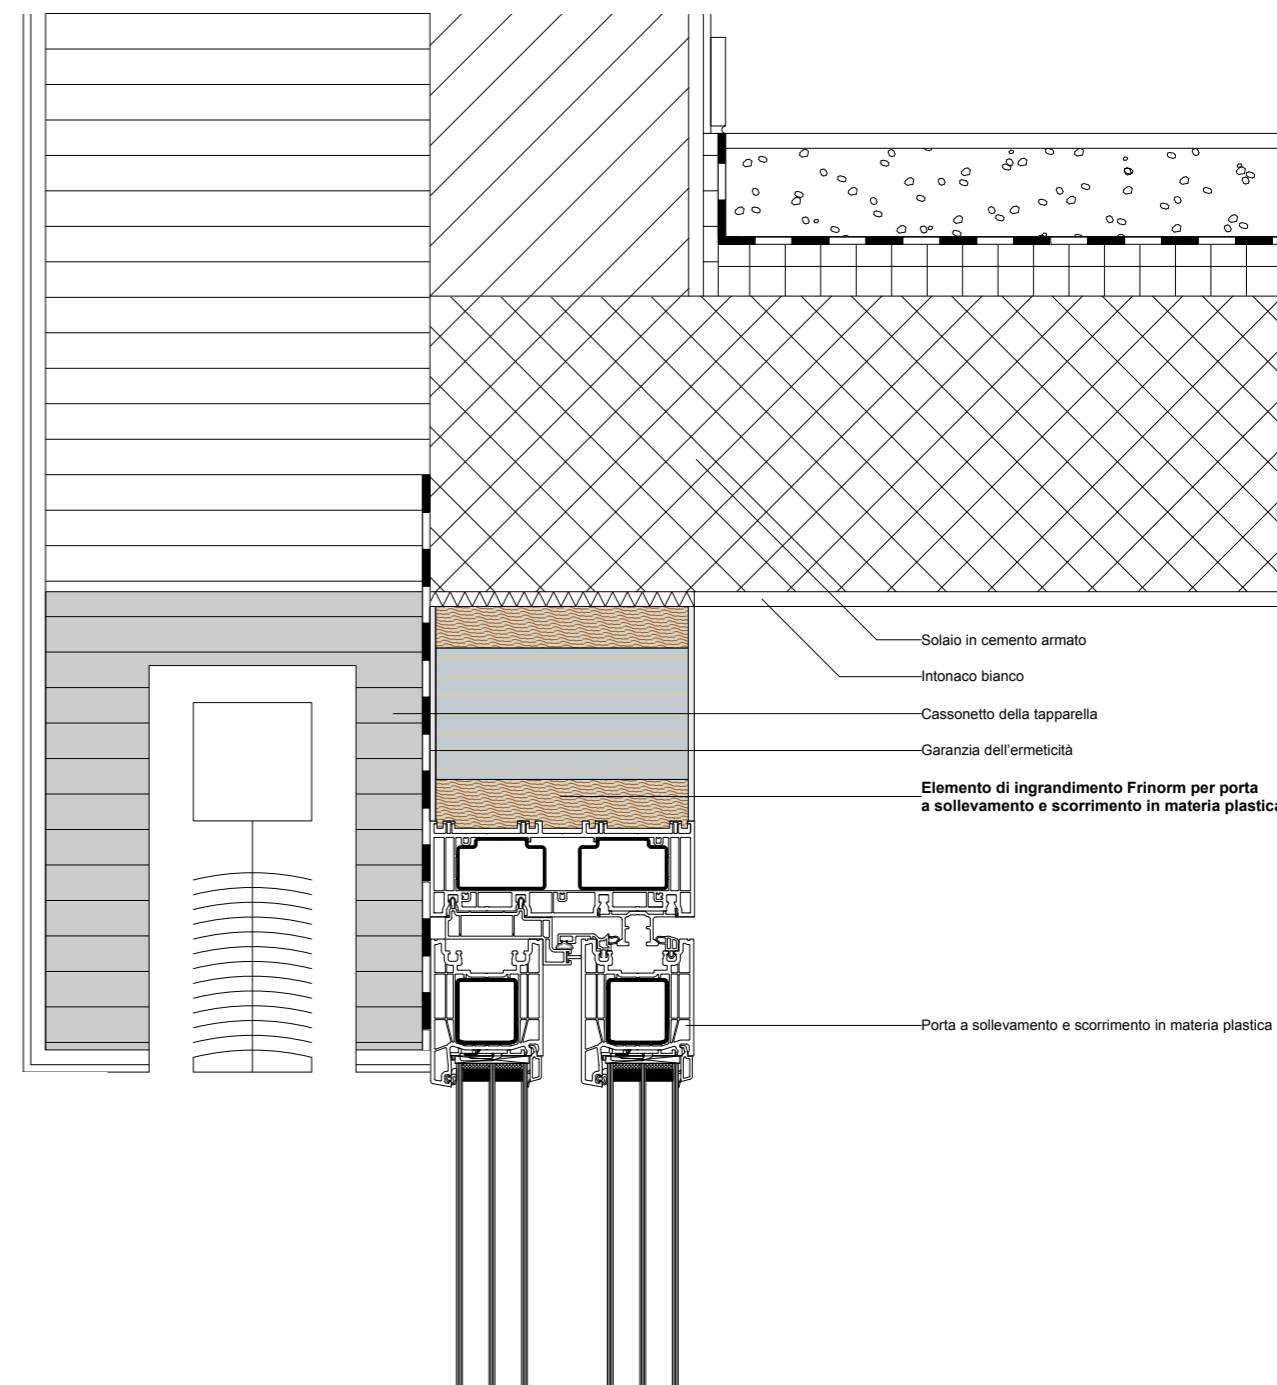 Solaio in cemento armato
Intonaco bianco
Cassonetto della tapparella
Garanzia dell'ermeticità
Elemento di ingrandimento Frinorm per porta
a sollevamento e scorrimento in materia plastica
Porta a sollevamento e scorrimento in materia plastica